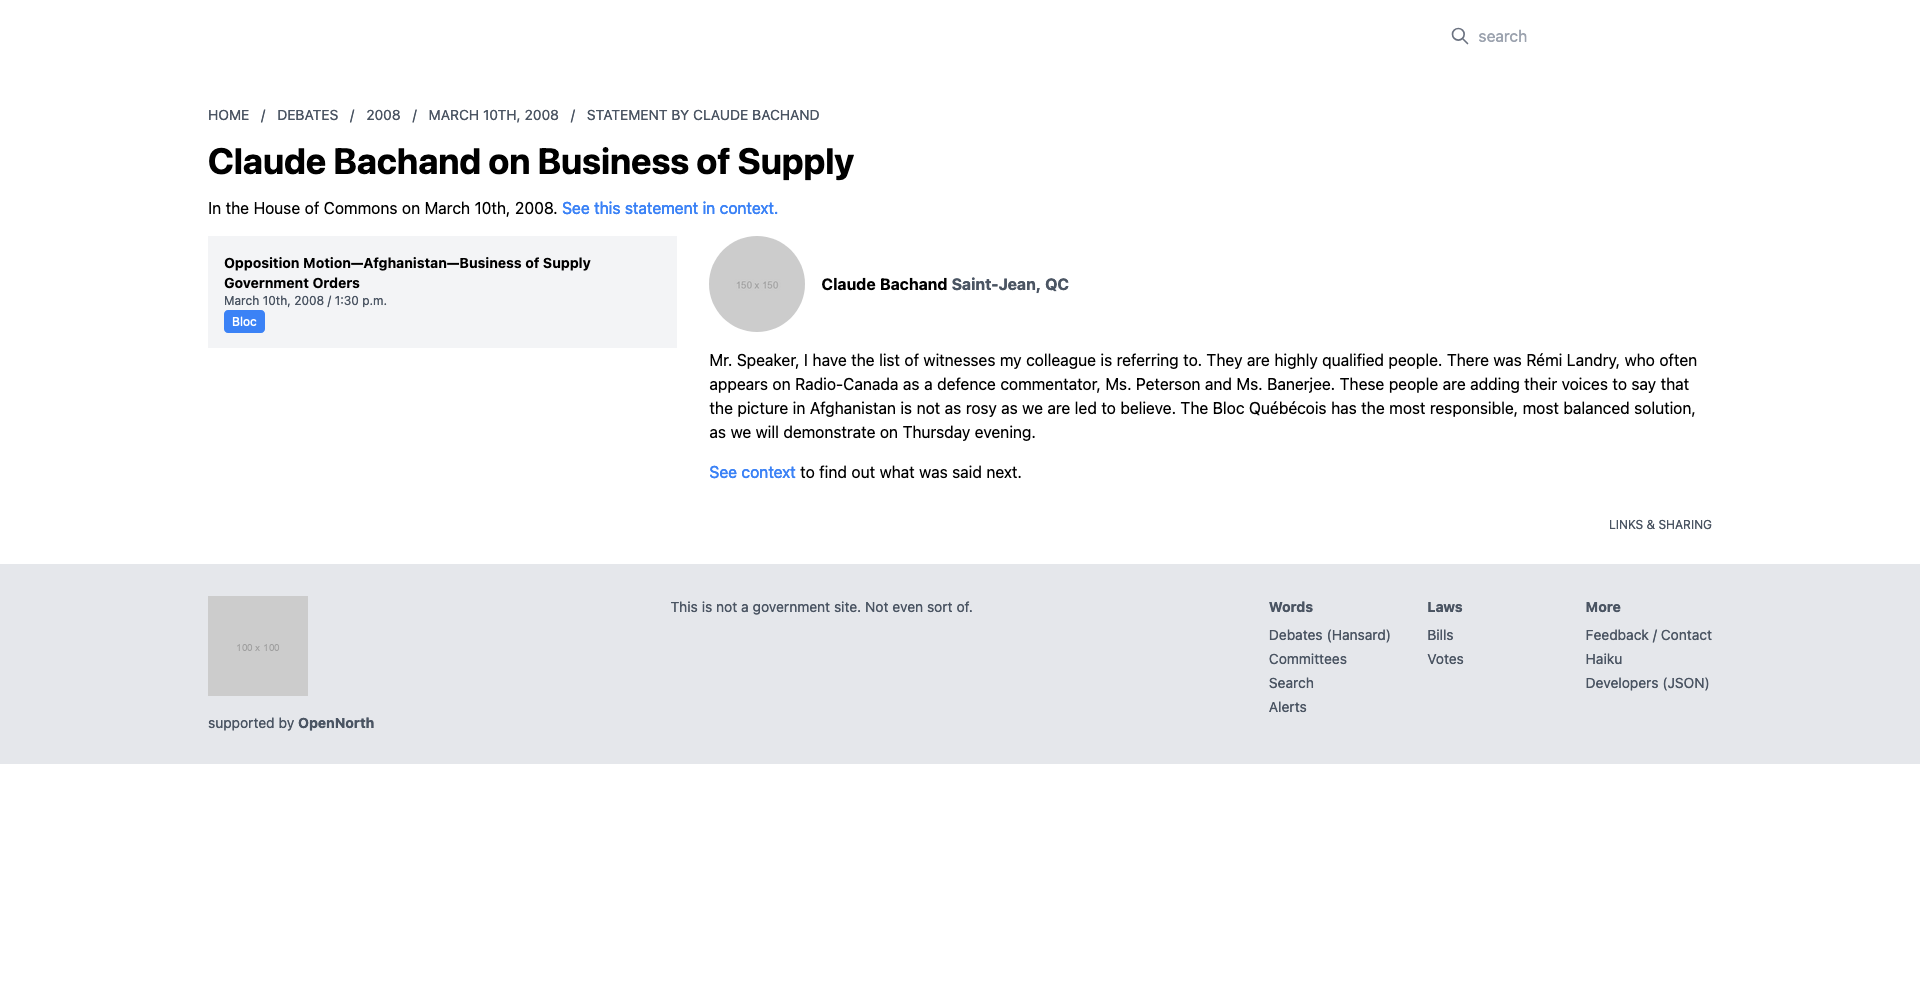 search
HOME / DEBATES / 2008 / MARCH 10TH, 2008 / STATEMENT BY CLAUDE BACHAND
Claude Bachand on Business of Supply
In the House of Commons on March 10th, 2008. See this statement in context.
Opposition Motion—Afghanistan—Business of Supply
Government Orders
March 10th, 2008 / 1:30 p.m.
Bloc
150 x 150
Claude Bachand Saint-Jean, QC
Mr. Speaker, I have the list of witnesses my colleague is referring to. They are highly qualified people. There was Rémi Landry, who often
appears on Radio-Canada as a defence commentator, Ms. Peterson and Ms. Banerjee. These people are adding their voices to say that
the picture in Afghanistan is not as rosy as we are led to believe. The Bloc Québécois has the most responsible, most balanced solution,
as we will demonstrate on Thursday evening.
See context to find out what was said next.
LINKS & SHARING
100 x 100
supported by OpenNorth
This is not a government site. Not even sort of.
Words
Debates (Hansard)
Committees
Search
Alerts
Laws
Bills
Votes
More
Feedback / Contact
Haiku
Developers (JSON)